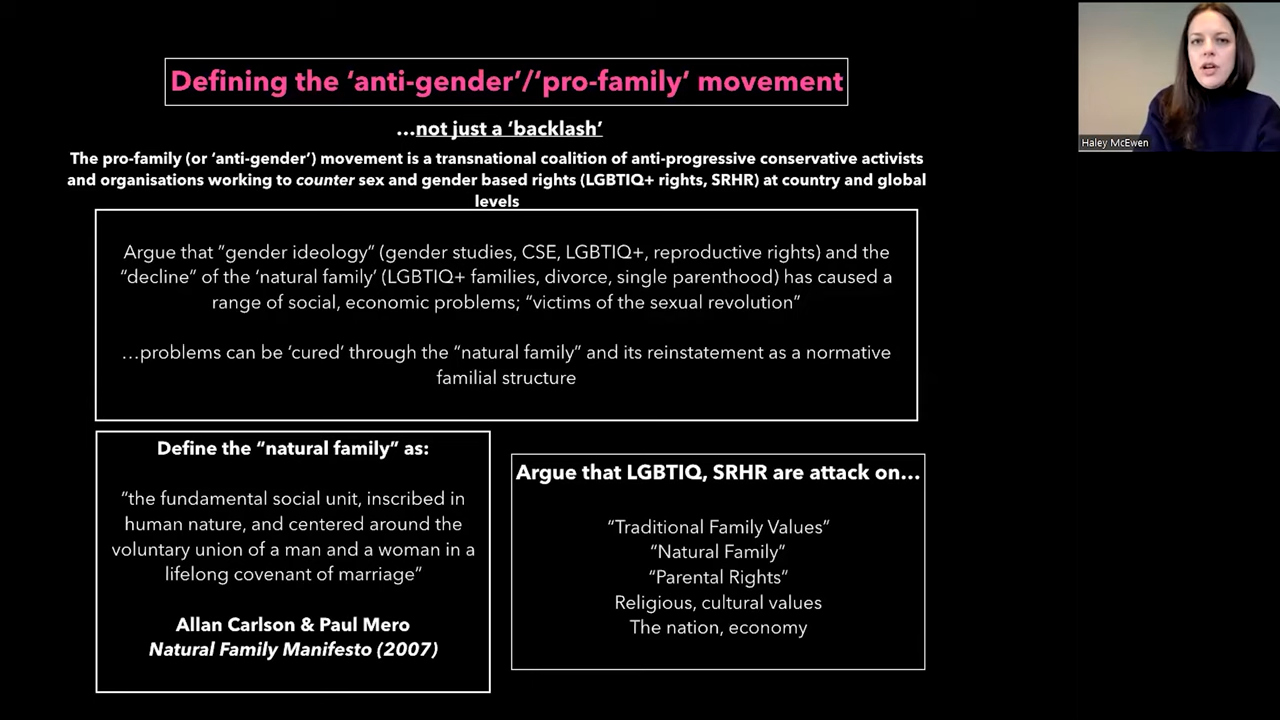 Defining the ‘anti-gender’/‘pro-family’ movement
...not just a ‘backlash’
The pro-family (or ‘anti-gender’) movement is a transnational coalition of anti-progressive conservative activists
and organisations working to counter sex and gender based rights (LGBTIQ+ rights, SRHR) at country and global
levels
Argue that “gender ideology” (gender studies, CSE, LGBTIQ+, reproductive rights) and the
“decline” of the ‘natural family’ (LGBTIQ+ families, divorce, single parenthood) has caused a
range of social, economic problems; “victims of the sexual revolution”
...problems can be ‘cured’ through the “natural family” and its reinstatement as a normative
familial structure
Define the “natural family” as:
”the fundamental social unit, inscribed in
human nature, and centered around the
voluntary union of a man and a woman in a
lifelong covenant of marriage”
Allan Carlson & Paul Mero
Natural Family Manifesto (2007)
Argue that LGBTIQ, SRHR are attack on...
“Traditional Family Values”
“Natural Family”
“Parental Rights”
Religious, cultural values
The nation, economy
Haley McEwen